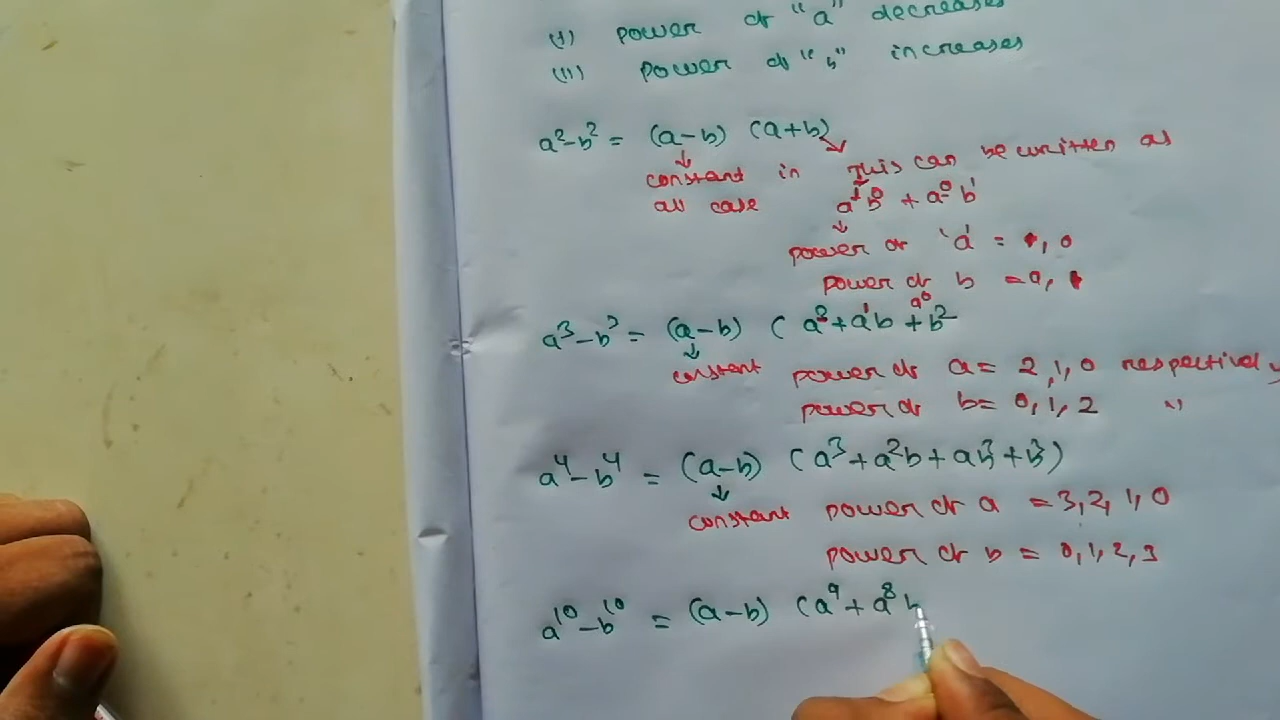 (I) power of "a" decreases
(II) power of "b" increases
a² - b² = (a-b) (a+b)
constant in all case
This can be written as
a¹b⁰ + a⁰b¹
power of 'a' = 1, 0
power of b = 0, 1
a³ - b³ = (a-b) (a² + a¹b + a⁰b²
constant power of a = 2, 1, 0 respectively
power of b = 0, 1, 2 "
a⁴ - b⁴ = (a-b) (a³ + a²b + ab² + b³)
constant power of a = 3, 2, 1, 0
power of b = 0, 1, 2, 3
a¹⁰ - b¹⁰ = (a-b) (a⁹ + a⁸ b